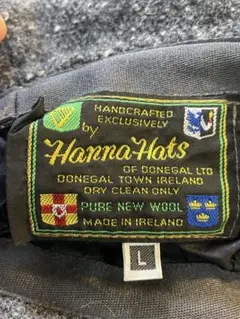 HANDCRAFTED
EXCLUSIVELY
by
Hanna Hats
OF DONEGAL LTD
DONEGAL TOWN IRELAND
DRY CLEAN ONLY
PURE NEW WOOL
MADE IN IRELAND
L